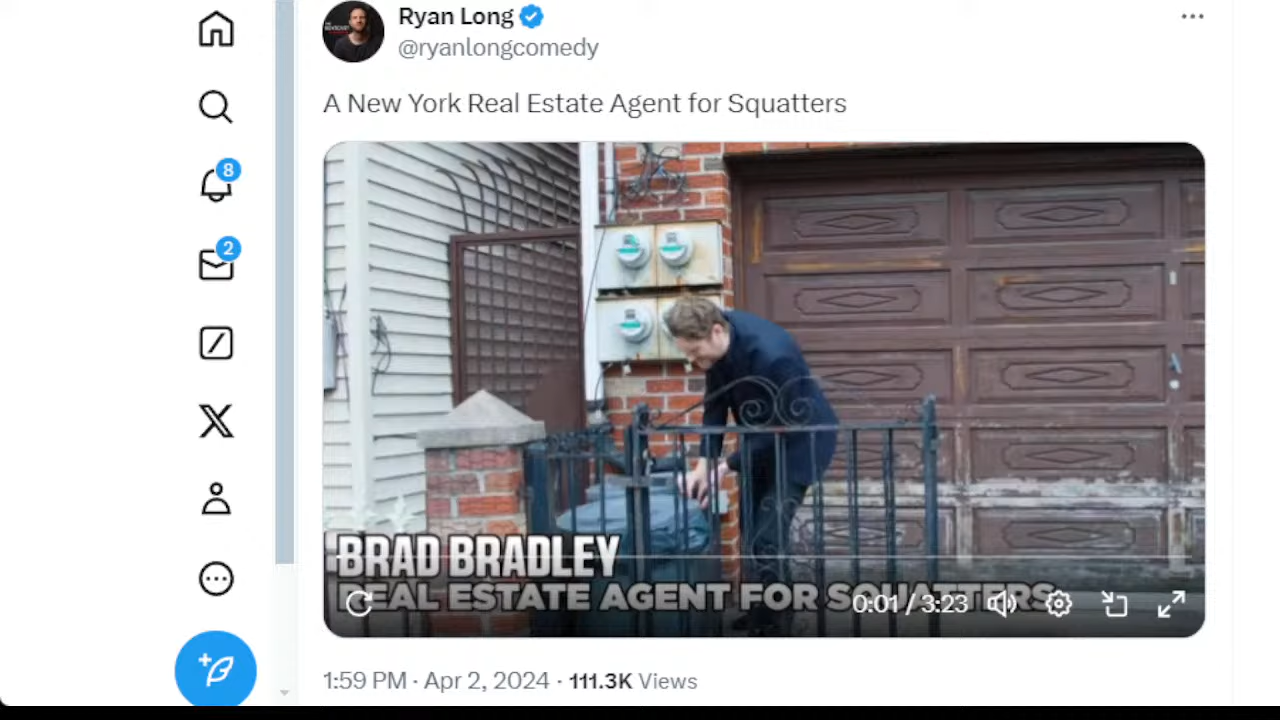 Ryan Long
@ryanlongcomedy
A New York Real Estate Agent for Squatters
8
2
BRAD BRADLEY
REAL ESTATE AGENT FOR SQUATTERS
0:01 / 3:23
1:59 PM · Apr 2, 2024 · 111.3K Views